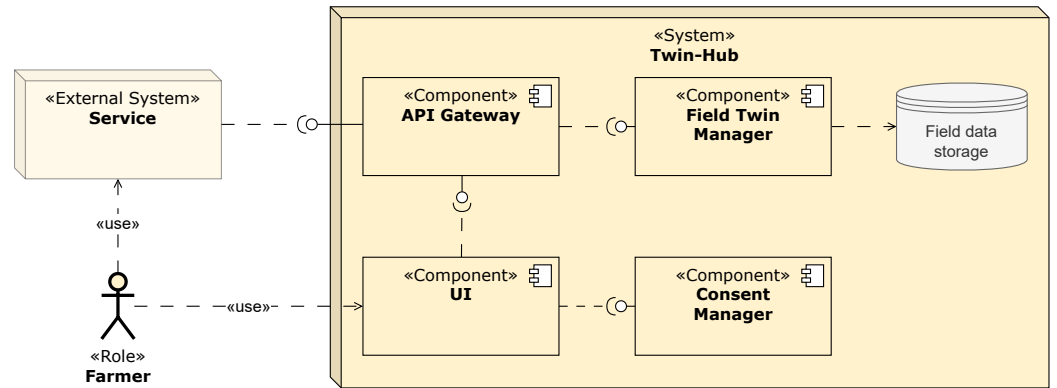 «System»
Twin-Hub
«External System»
Service
«Component»
API Gateway
«Component»
Field Twin
Manager
Field data
storage
«use»
«Component»
UI
«Component»
Consent
Manager
«use»
«Role»
Farmer